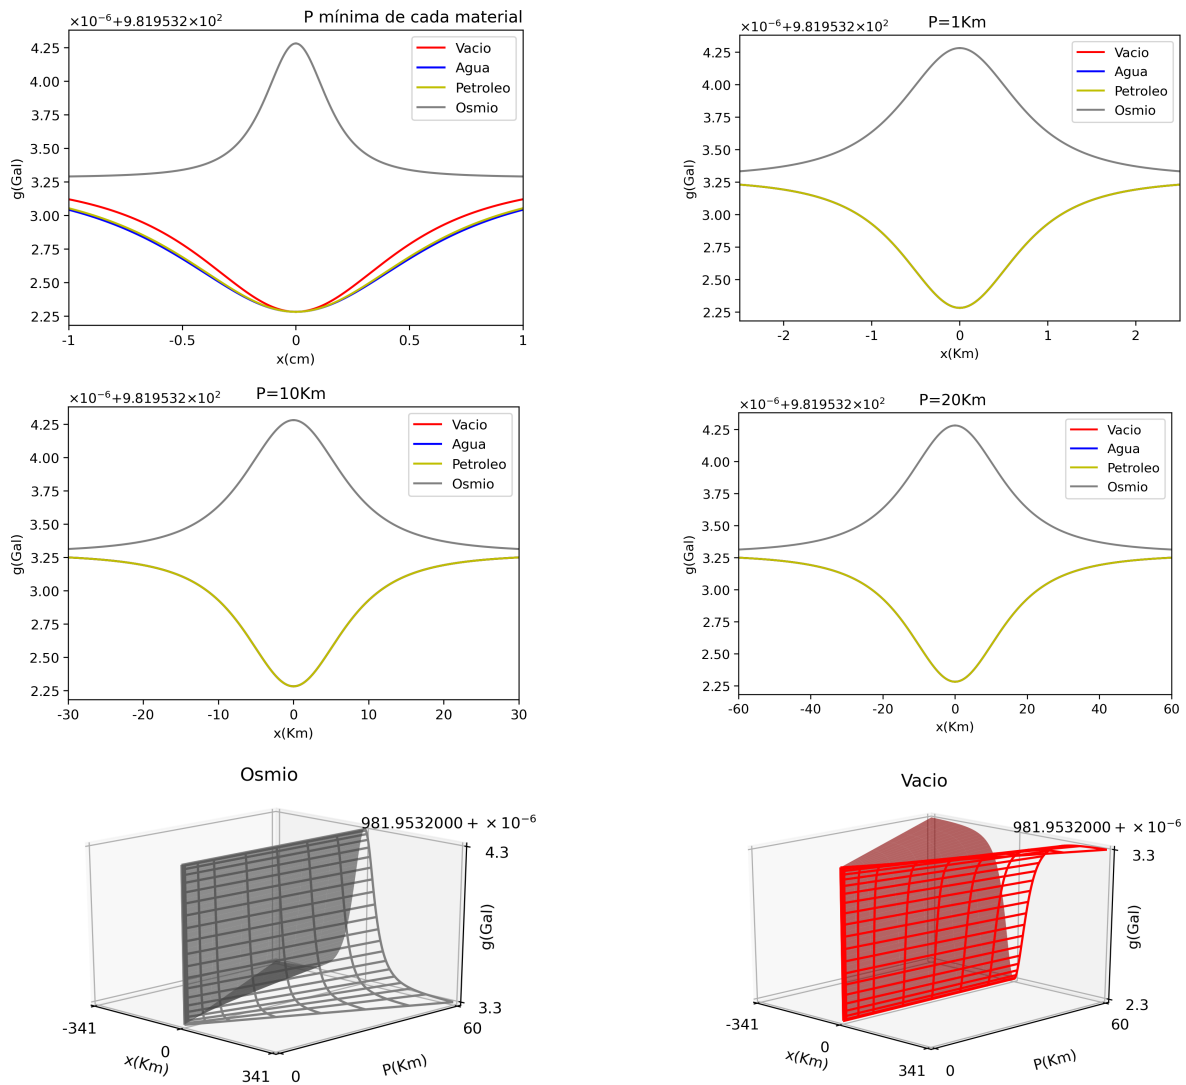 P mínima de cada material
×10⁻⁶+9.819532×10²
g(Gal)
4.25
4.00
3.75
3.50
3.25
3.00
2.75
2.50
2.25
-1
-0.5
0
0.5
1
x(cm)
Vacio
Agua
Petroleo
Osmio
P=1Km
×10⁻⁶+9.819532×10²
g(Gal)
4.25
4.00
3.75
3.50
3.25
3.00
2.75
2.50
2.25
-2
-1
0
1
2
x(Km)
Vacio
Agua
Petroleo
Osmio
P=10Km
×10⁻⁶+9.819532×10²
g(Gal)
4.25
4.00
3.75
3.50
3.25
3.00
2.75
2.50
2.25
-30
-20
-10
0
10
20
30
x(Km)
Vacio
Agua
Petroleo
Osmio
P=20Km
×10⁻⁶+9.819532×10²
g(Gal)
4.25
4.00
3.75
3.50
3.25
3.00
2.75
2.50
2.25
-60
-40
-20
0
20
40
60
x(Km)
Vacio
Agua
Petroleo
Osmio
Osmio
981.9532000 + ×10⁻⁶
4.3
g(Gal)
3.3
-341
0
341
x(Km)
0
60
P(Km)
Vacio
981.9532000 + ×10⁻⁶
3.3
g(Gal)
2.3
-341
0
341
x(Km)
0
60
P(Km)